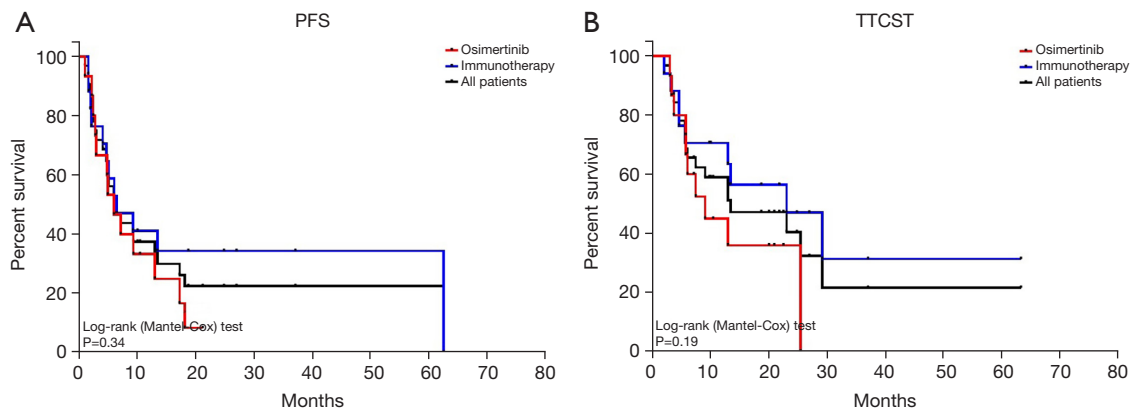 A
PFS
100
80
60
40
20
0
Percent survival
Osimertinib
Immunotherapy
All patients
Log-rank (Mantel-Cox) test
P=0.34
0 10 20 30 40 50 60 70 80
Months
B
TTCST
100
80
60
40
20
0
Percent survival
Osimertinib
Immunotherapy
All patients
Log-rank (Mantel-Cox) test
P=0.19
0 10 20 30 40 50 60 70 80
Months